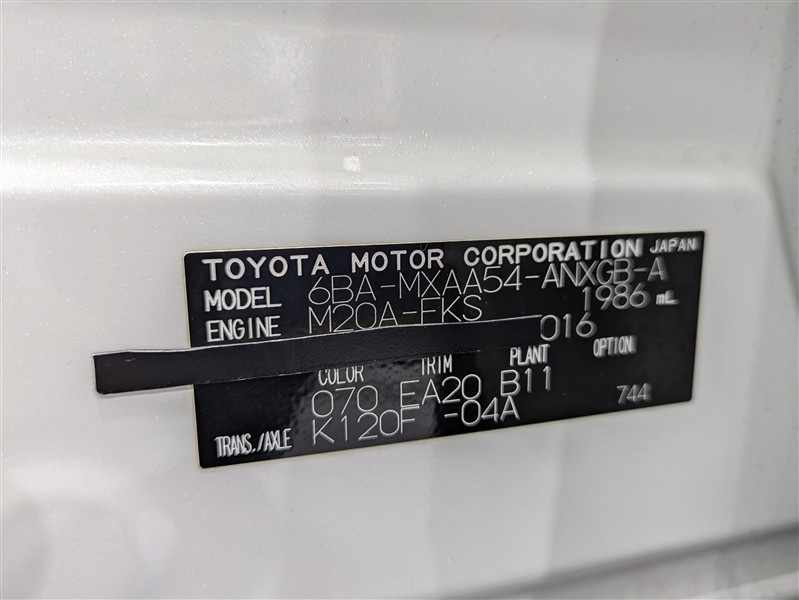 TOYOTA MOTOR CORPORATION JAPAN
MODEL 6BA-MXAA54-ANXGB-A
ENGINE M20A-FKS 1986 mL
016
COLOR TRIM PLANT OPTION
070 EA20 B11
TRANS./AXLE K120F -04A 744